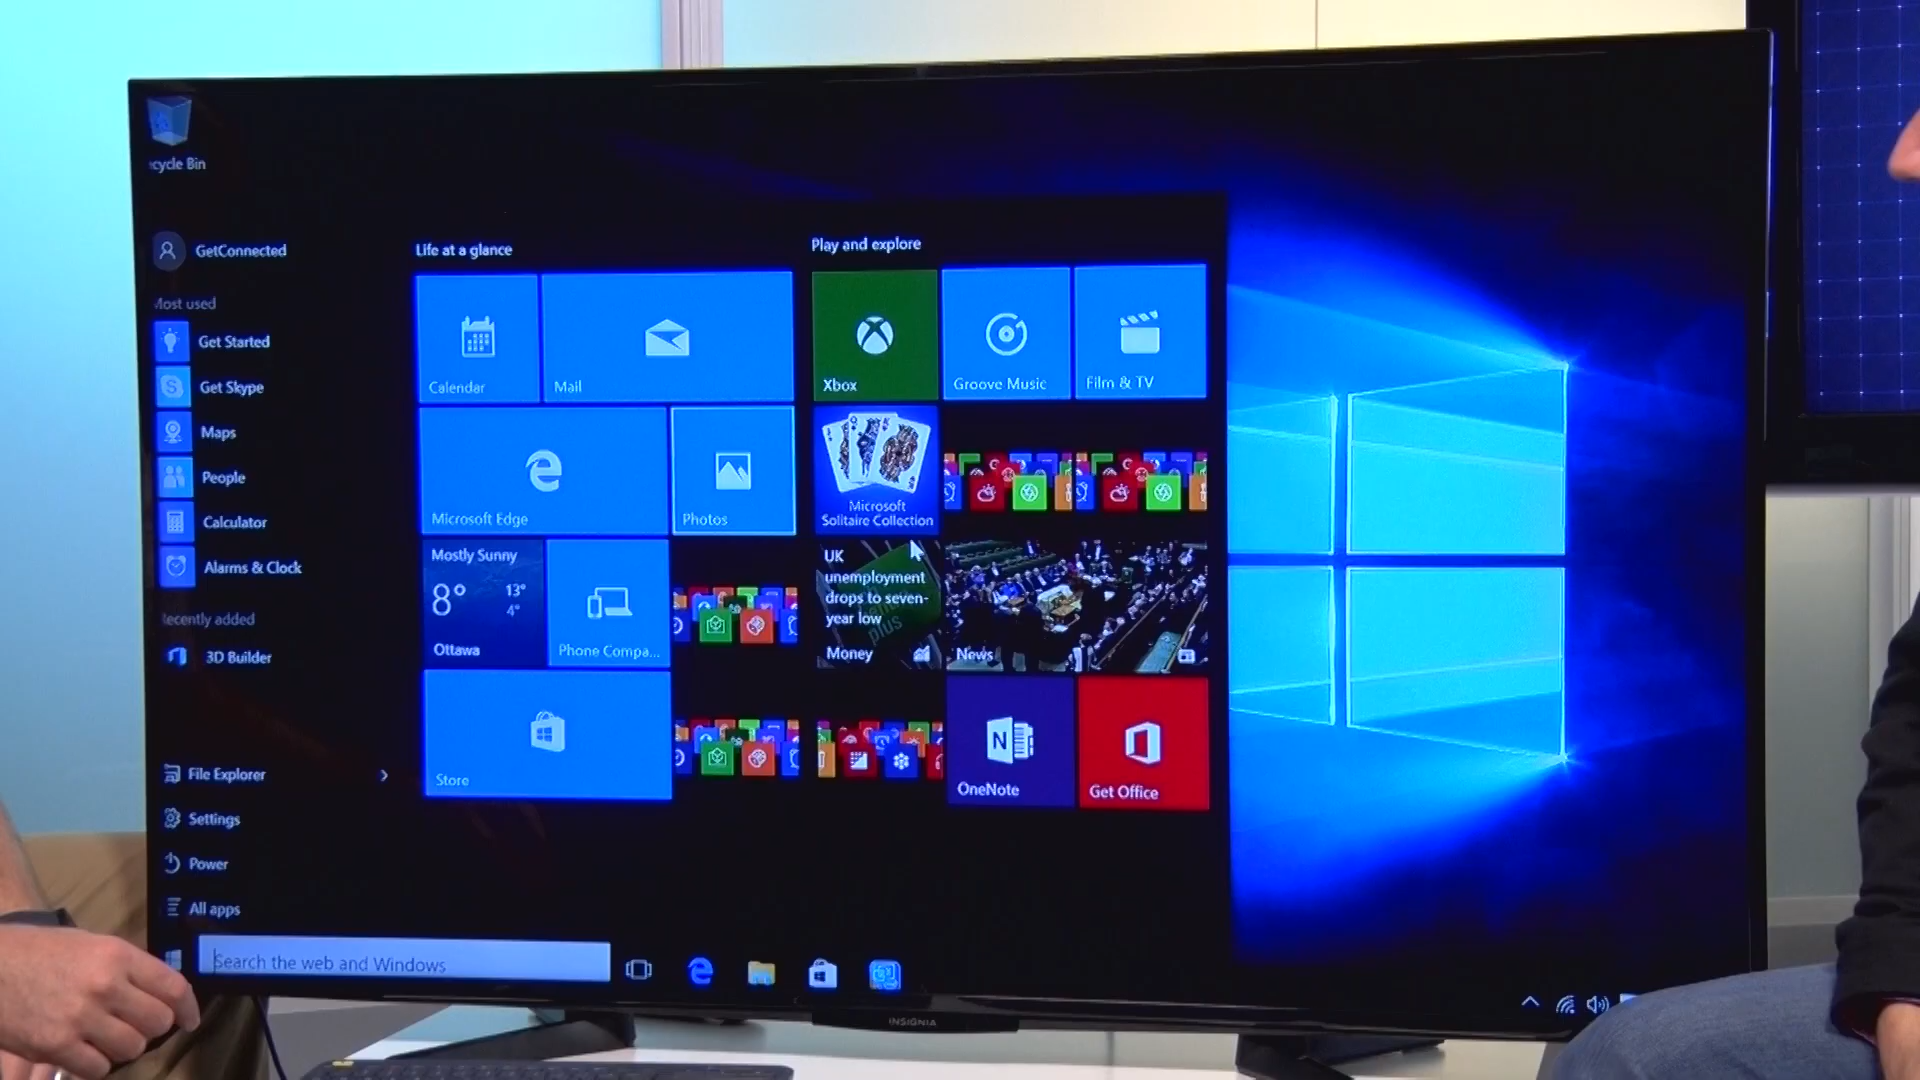 ecycle Bin
GetConnected
Most used
Get Started
Get Skype
Maps
People
Calculator
Alarms & Clock
Recently added
3D Builder
File Explorer
Settings
Power
All apps
Search the web and Windows
Life at a glance
Calendar
Mail
Microsoft Edge
Photos
Mostly Sunny
8°
13°
4°
Ottawa
Phone Compa...
Store
Play and explore
Xbox
Groove Music
Film & TV
Microsoft
Solitaire Collection
UK
unemployment
drops to seven-
year low
plus
Money
News
N
OneNote
Get Office
INSIGNIA